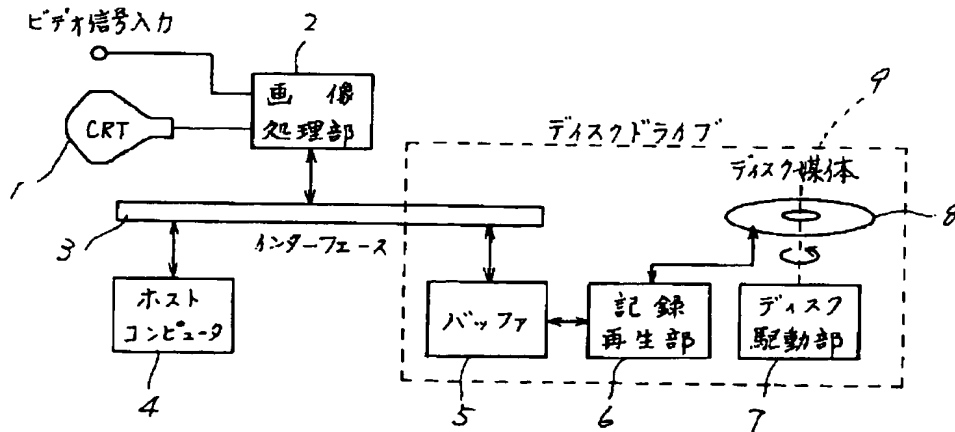 ビデオ信号入力
2
画像
処理部
CRT
1
9
ディスクドライブ
ディスク媒体
8
3
インターフェース
ホスト
コンピュータ
4
バッファ
5
記録
再生部
6
ディスク
駆動部
7